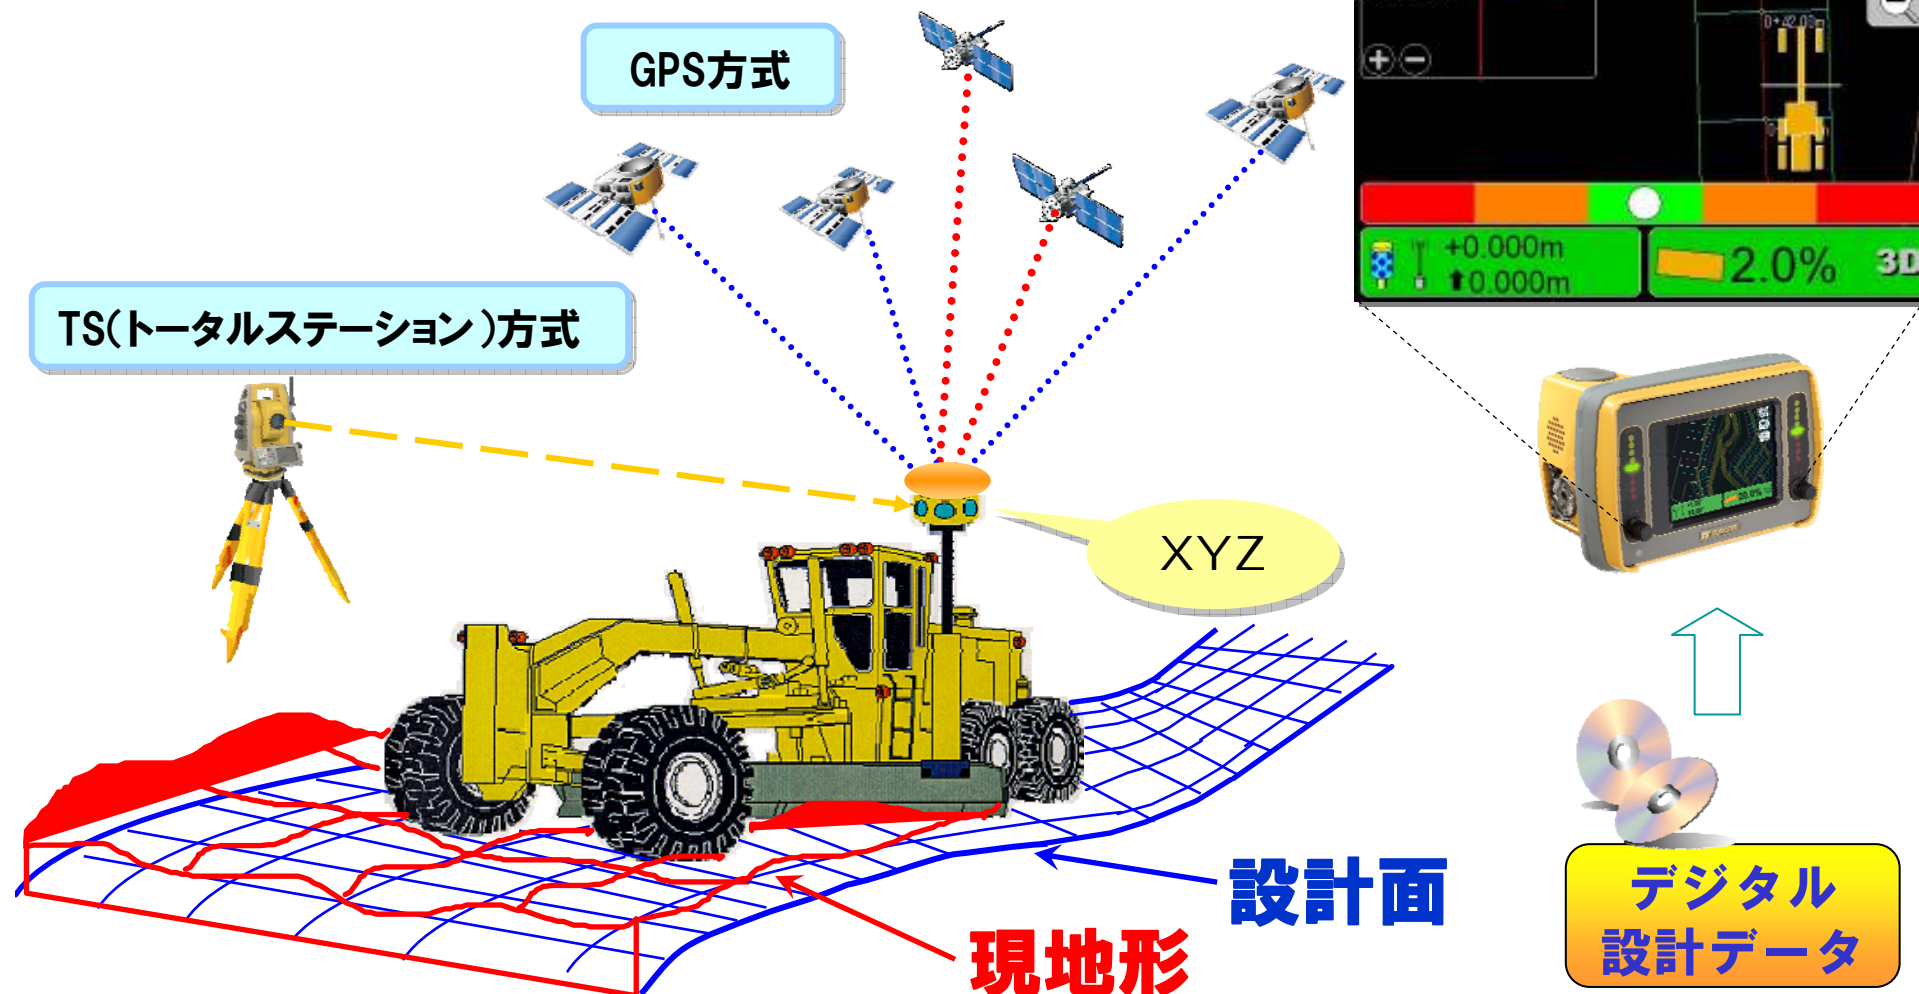 GPS方式
TS(トータルステーション)方式
+0.000m
⬆0.000m
2.0%
3D
XYZ
設計面
現地形
デジタル
設計データ